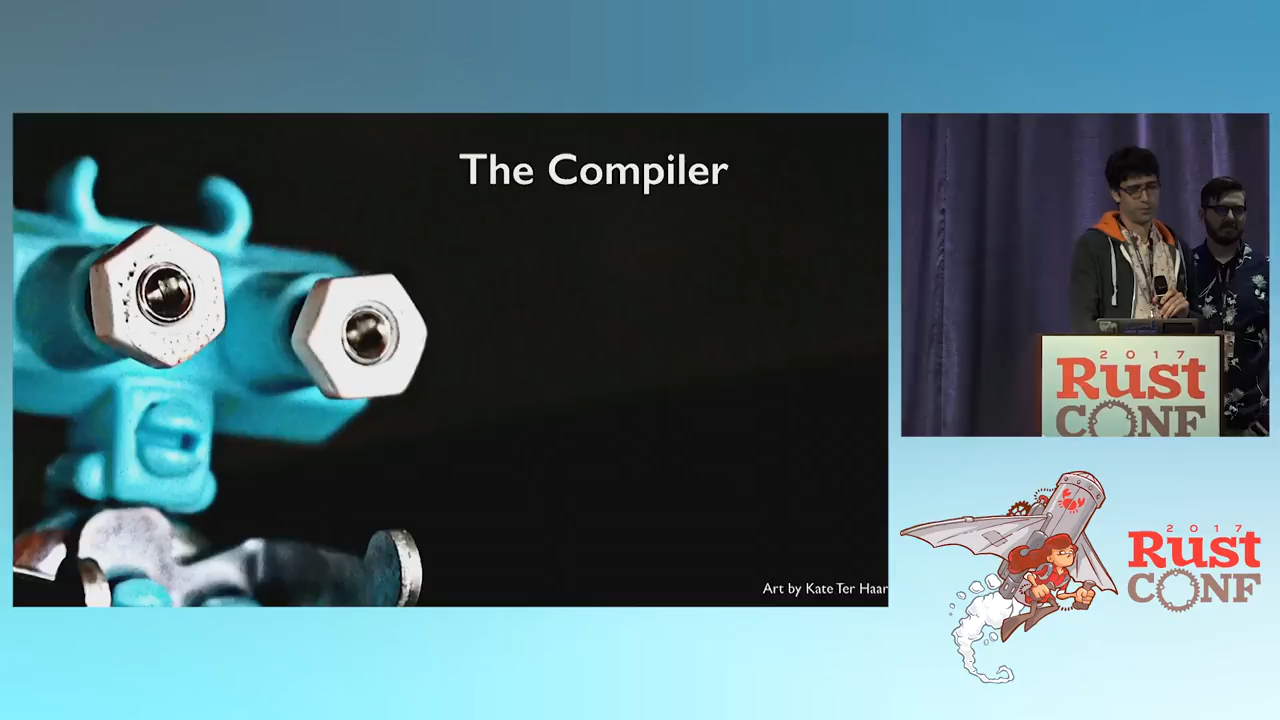 The Compiler
Art by Kate Ter Haar
2017
Rust
CONF
2017
Rust
CONF